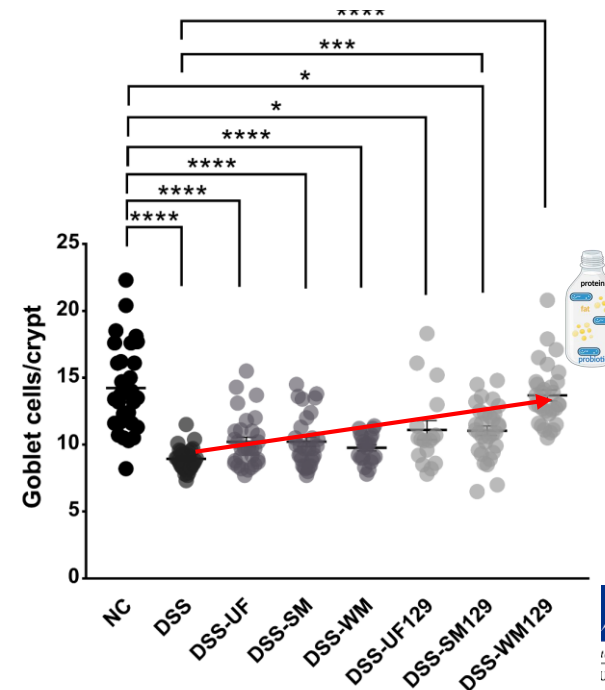 ****
***
*
*
****
****
****
****
25
20
15
10
5
0
Goblet cells/crypt
NC
DSS
DSS-UF
DSS-SM
DSS-WM
DSS-UF129
DSS-SM129
DSS-WM129
protein
fat